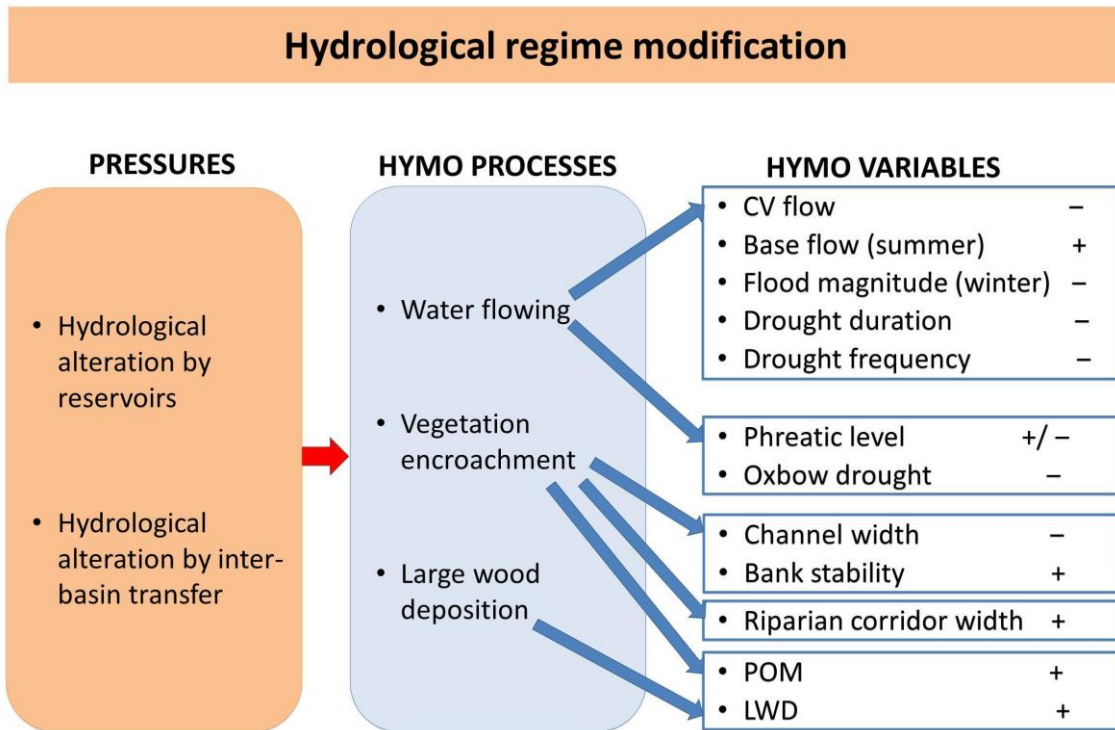 Hydrological regime modification
PRESSURES
• Hydrological
alteration by
reservoirs
• Hydrological
alteration by inter-
basin transfer
HYMO PROCESSES
• Water flowing
• Vegetation
encroachment
• Large wood
deposition
HYMO VARIABLES
• CV flow –
• Base flow (summer) +
• Flood magnitude (winter) –
• Drought duration –
• Drought frequency –
• Phreatic level +/ –
• Oxbow drought –
• Channel width –
• Bank stability +
• Riparian corridor width +
• POM +
• LWD +